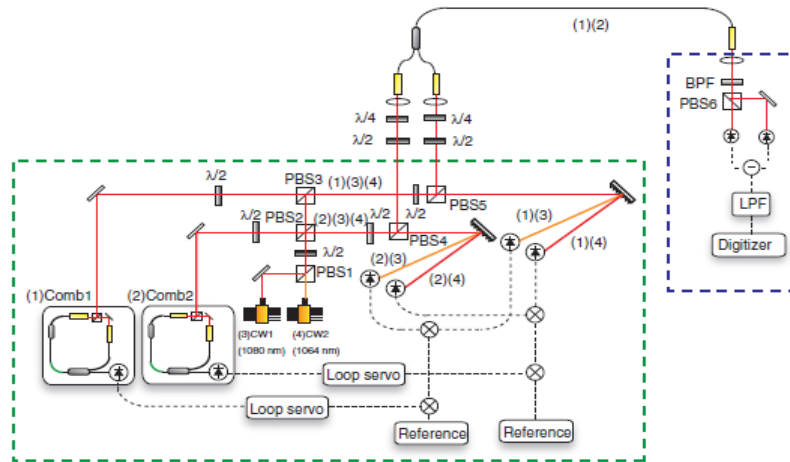 (1)(2)
BPF
PBS6
λ/4
λ/4
λ/2
λ/2
LPF
Digitizer
λ/2
PBS3
(1)(3)(4)
PBS5
λ/2
PBS2
(2)(3)(4)
λ/2
λ/2
PBS4
(1)(3)
(1)(4)
λ/2
PBS1
(2)(3)
(2)(4)
(1)Comb1
(2)Comb2
(3)CW1
(1080 nm)
(4)CW2
(1064 nm)
Loop servo
Loop servo
Reference
Reference